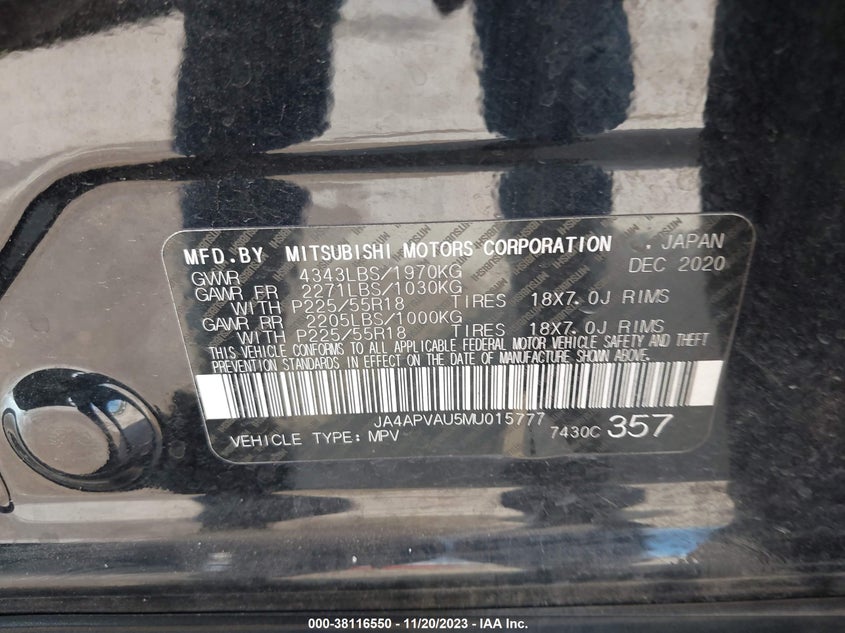 MFD.BY MITSUBISHI MOTORS CORPORATION , JAPAN
GVWR 4343LBS/1970KG DEC 2020
GAWR FR 2271LBS/1030KG
WITH P225/55R18 TIRES 18X7.0J RIMS
GAWR RR 2205LBS/1000KG
WITH P225/55R18 TIRES 18X7.0J RIMS
THIS VEHICLE CONFORMS TO ALL APPLICABLE FEDERAL MOTOR VEHICLE SAFETY AND THEFT
PREVENTION STANDARDS IN EFFECT ON THE DATE OF MANUFACTURE SHOWN ABOVE.
JA4APVAU5MU015777
VEHICLE TYPE:MPV 7430C 357
000-38116550 - 11/20/2023 - IAA Inc.